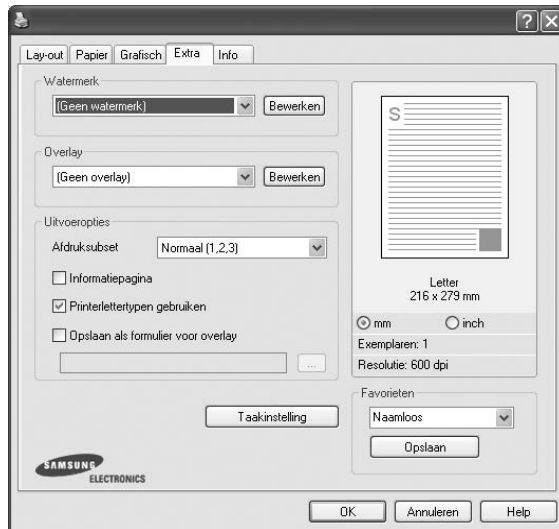 Lay-out Papier Grafisch Extra Info
Watermerk
(Geen watermerk) Bewerken
Overlay
(Geen overlay) Bewerken
Uitvoeropties
Afdruksubset Normaal (1,2,3)
Informatiepagina
Printerlettertypen gebruiken
Opslaan als formulier voor overlay
...
Taakinstelling
SAMSUNG
ELECTRONICS
S
Letter
216 x 279 mm
mm inch
Exemplaren: 1
Resolutie: 600 dpi
Favorieten
Naamloos
Opslaan
OK Annuleren Help